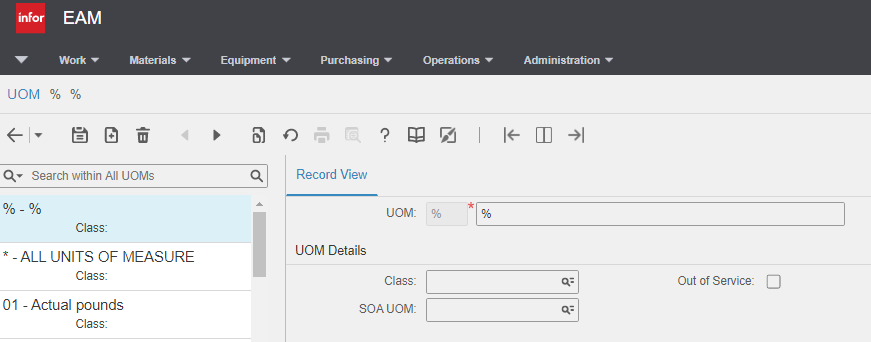 infor EAM
Work Materials Equipment Purchasing Operations Administration
UOM % %
?
Search within All UOMs
% - %
Class:
* - ALL UNITS OF MEASURE
Class:
01 - Actual pounds
Class:
Record View
UOM: % * %
UOM Details
Class: Out of Service:
SOA UOM: